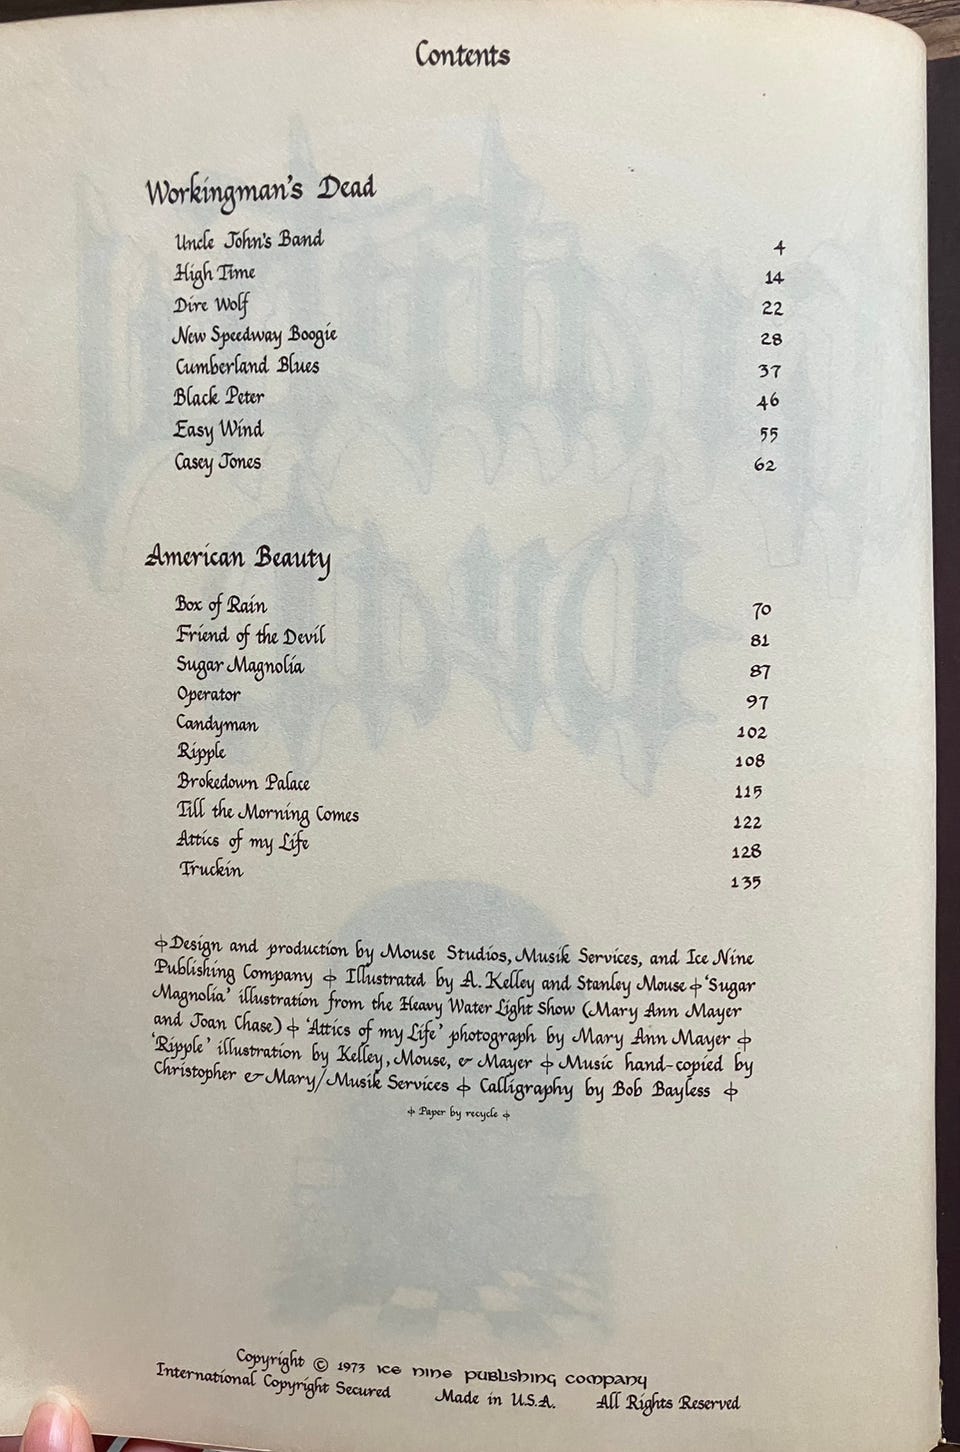 Contents
Workingman's Dead
Uncle John's Band 4
High Time 14
Dire Wolf 22
New Speedway Boogie 28
Cumberland Blues 37
Black Peter 46
Easy Wind 55
Casey Jones 62
American Beauty
Box of Rain 70
Friend of the Devil 81
Sugar Magnolia 87
Operator 97
Candyman 102
Ripple 108
Brokedown Palace 115
Till the Morning Comes 122
Attics of my Life 128
Truckin 135
⌽Design and production by Mouse Studios, Musik Services, and Ice Nine
Publishing Company ⌽ Illustrated by A. Kelley and Stanley Mouse ⌽ 'Sugar
Magnolia' illustration from the Heavy Water Light Show (Mary Ann Mayer
and Joan Chase) ⌽ 'Attics of my Life' photograph by Mary Ann Mayer ⌽
'Ripple' illustration by Kelley, Mouse, & Mayer ⌽ Music hand-copied by
Christopher & Mary/Musik Services ⌽ Calligraphy by Bob Bayless ⌽
⌽ Paper by recycle ⌽
Copyright © 1973 ice nine publishing company
International Copyright Secured Made in U.S.A. All Rights Reserved